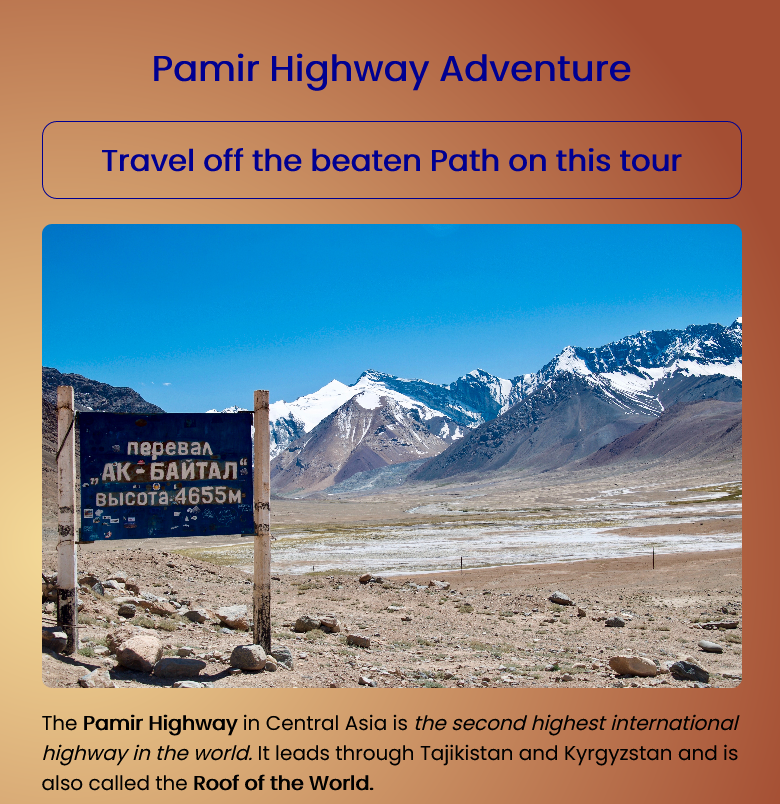 Pamir Highway Adventure
Travel off the beaten Path on this tour
перевал
„АК-БАЙТАЛ“
высота 4655м
The Pamir Highway in Central Asia is the second highest international
highway in the world. It leads through Tajikistan and Kyrgyzstan and is
also called the Roof of the World.